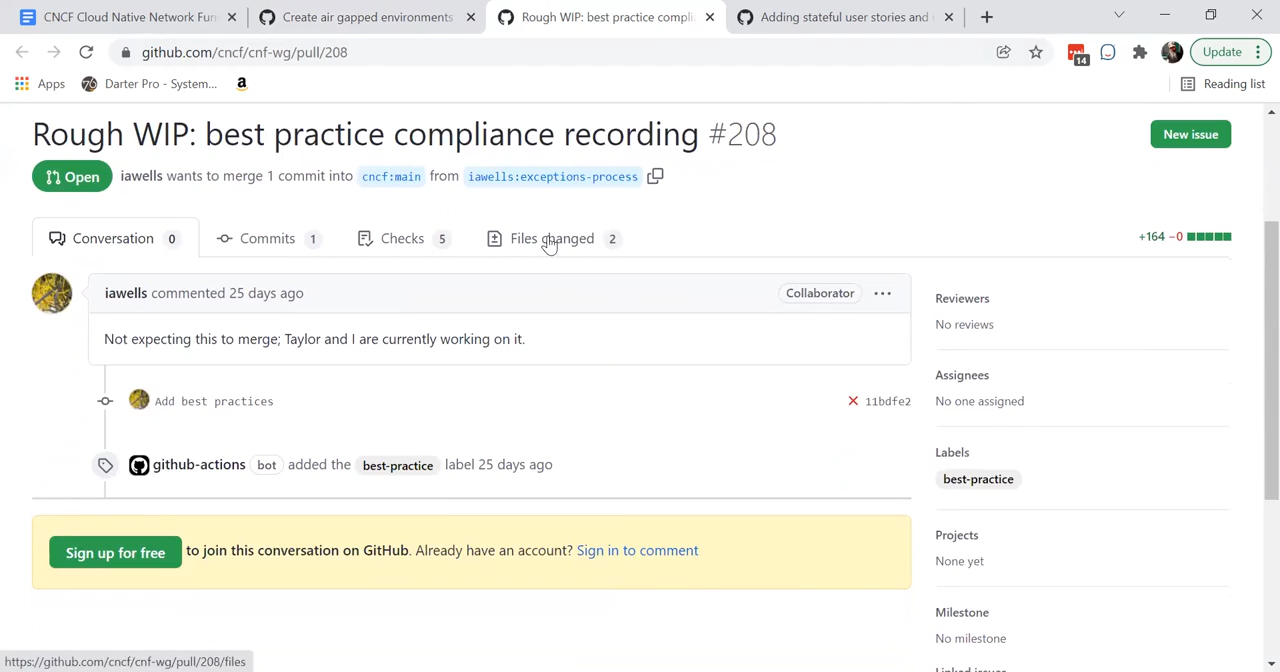 CNCF Cloud Native Network Fun
Create air gapped environments
Rough WIP: best practice compli
Adding stateful user stories and
github.com/cncf/cnf-wg/pull/208
14
Update
Apps
Darter Pro - System...
Reading list
Rough WIP: best practice compliance recording #208
New issue
Open
iawells wants to merge 1 commit into cncf:main from iawells:exceptions-process
Conversation 0
Commits 1
Checks 5
Files changed 2
+164 −0
iawells commented 25 days ago
Collaborator
Not expecting this to merge; Taylor and I are currently working on it.
Add best practices
11bdfe2
github-actions bot added the best-practice label 25 days ago
Sign up for free to join this conversation on GitHub. Already have an account? Sign in to comment
Reviewers
No reviews
Assignees
No one assigned
Labels
best-practice
Projects
None yet
Milestone
No milestone
Linked issues
https://github.com/cncf/cnf-wg/pull/208/files